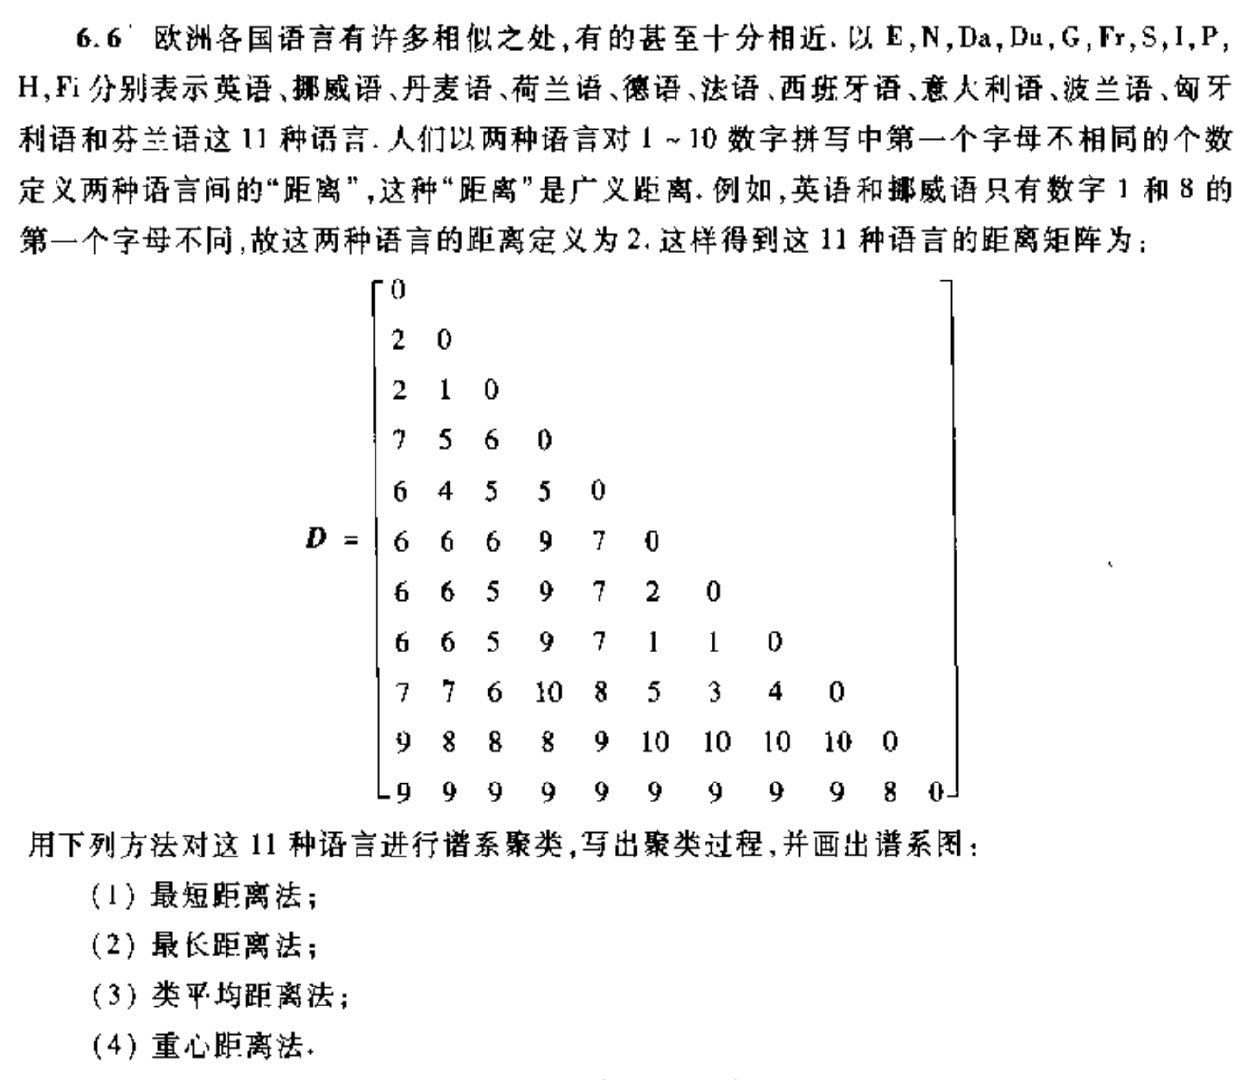 6.6 欧洲各国语言有许多相似之处,有的甚至十分相近. 以 E,N,Da,Du,G,Fr,S,I,P,
H,Fi 分别表示英语、挪威语、丹麦语、荷兰语、德语、法语、西班牙语、意大利语、波兰语、匈牙
利语和芬兰语这 11 种语言. 人们以两种语言对 1 ~ 10 数字拼写中第一个字母不相同的个数
定义两种语言间的“距离”,这种“距离”是广义距离. 例如,英语和挪威语只有数字 1 和 8 的
第一个字母不同,故这两种语言的距离定义为 2. 这样得到这 11 种语言的距离矩阵为:
0
2 0
2 1 0
7 5 6 0
6 4 5 5 0
D = 6 6 6 9 7 0
6 6 5 9 7 2 0
6 6 5 9 7 1 1 0
7 7 6 10 8 5 3 4 0
9 8 8 8 9 10 10 10 10 0
9 9 9 9 9 9 9 9 9 8 0
用下列方法对这 11 种语言进行谱系聚类,写出聚类过程,并画出谱系图:
(1) 最短距离法;
(2) 最长距离法;
(3) 类平均距离法;
(4) 重心距离法.